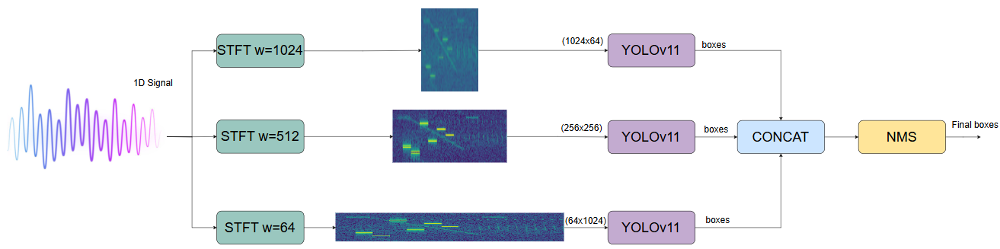 STFT w=1024
(1024x64)
YOLOv11
boxes
1D Signal
STFT w=512
(256x256)
YOLOv11
boxes
CONCAT
NMS
Final boxes
STFT w=64
(64x1024)
YOLOv11
boxes